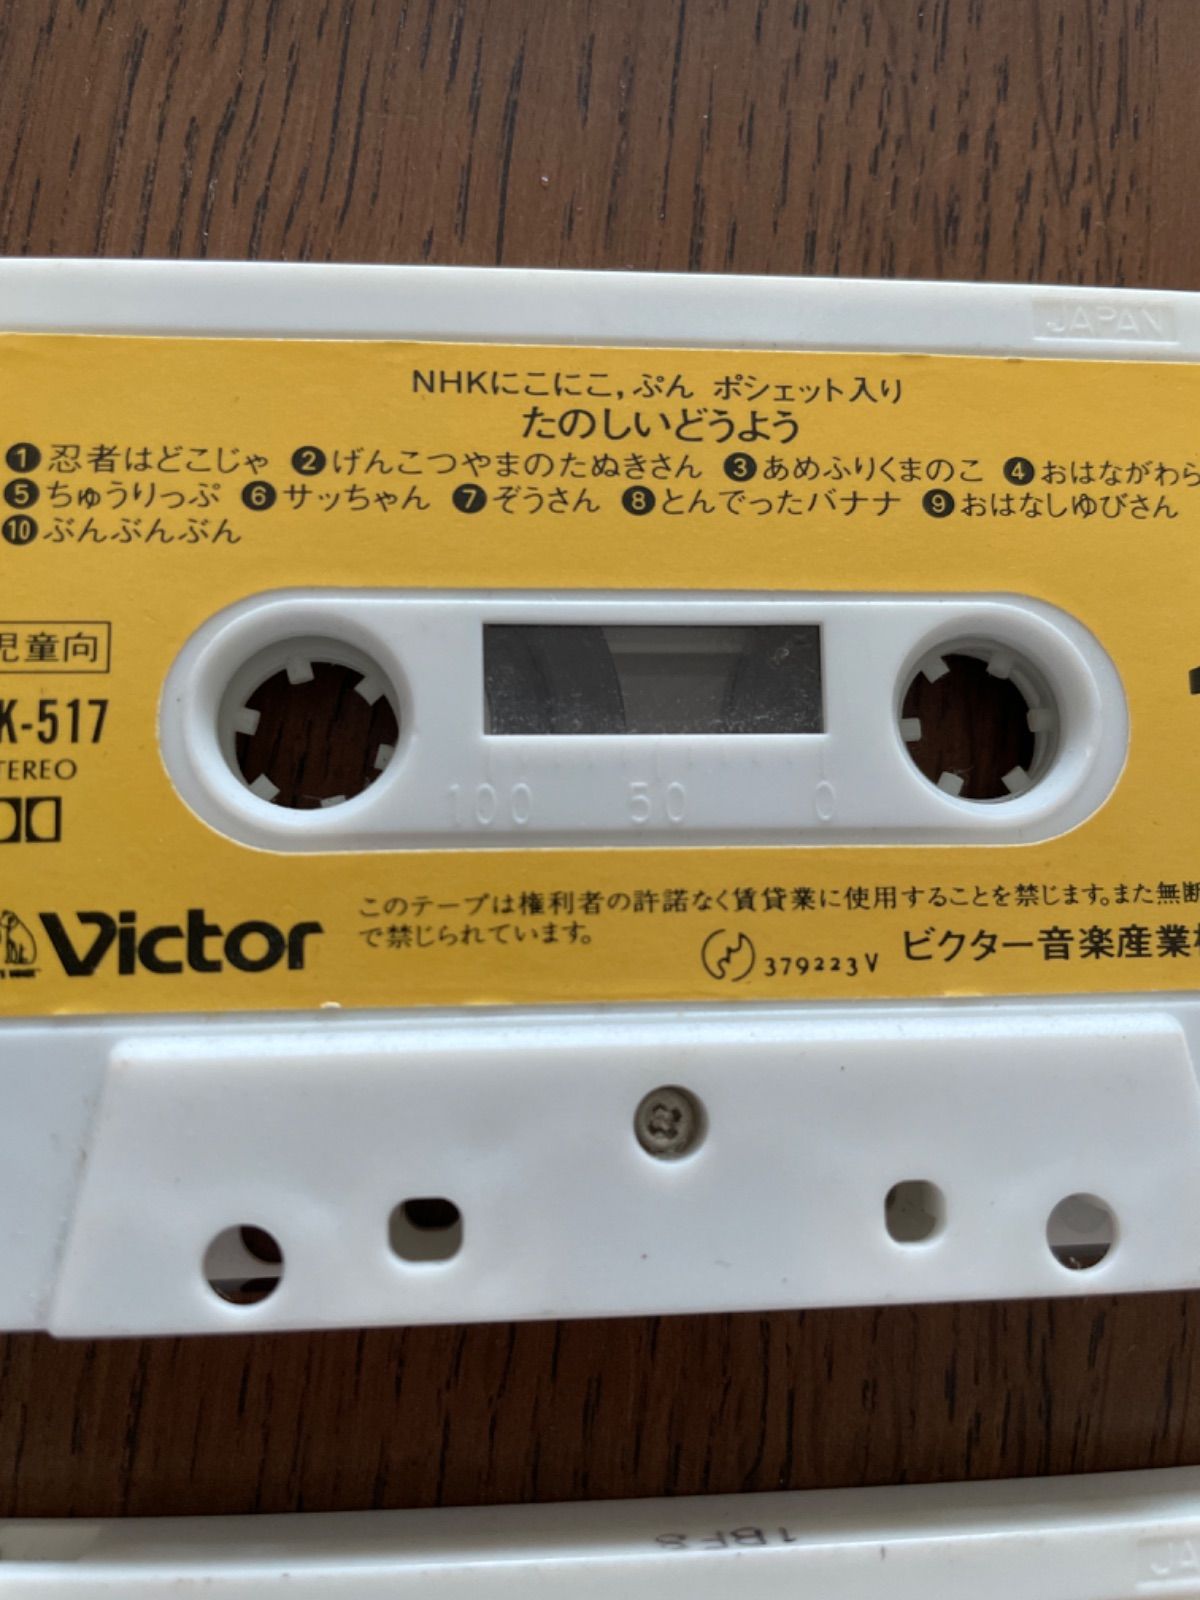 JAPAN
NHKにこにこ,ぷん ポシェット入り
たのしいどうよう
❶忍者はどこじゃ ❷げんこつやまのたぬきさん ❸あめふりくまのこ ❹おはながわら
❺ちゅうりっぷ ❻サッちゃん ❼ぞうさん ❽とんでったバナナ ❾おはなしゆびさん
❿ぶんぶんぶん
児童向
K-517
TEREO
100 50 0
Victor
このテープは権利者の許諾なく賃貸業に使用することを禁じます。また無断
で禁じられています。
379223V ビクター音楽産業
1BF8
JA